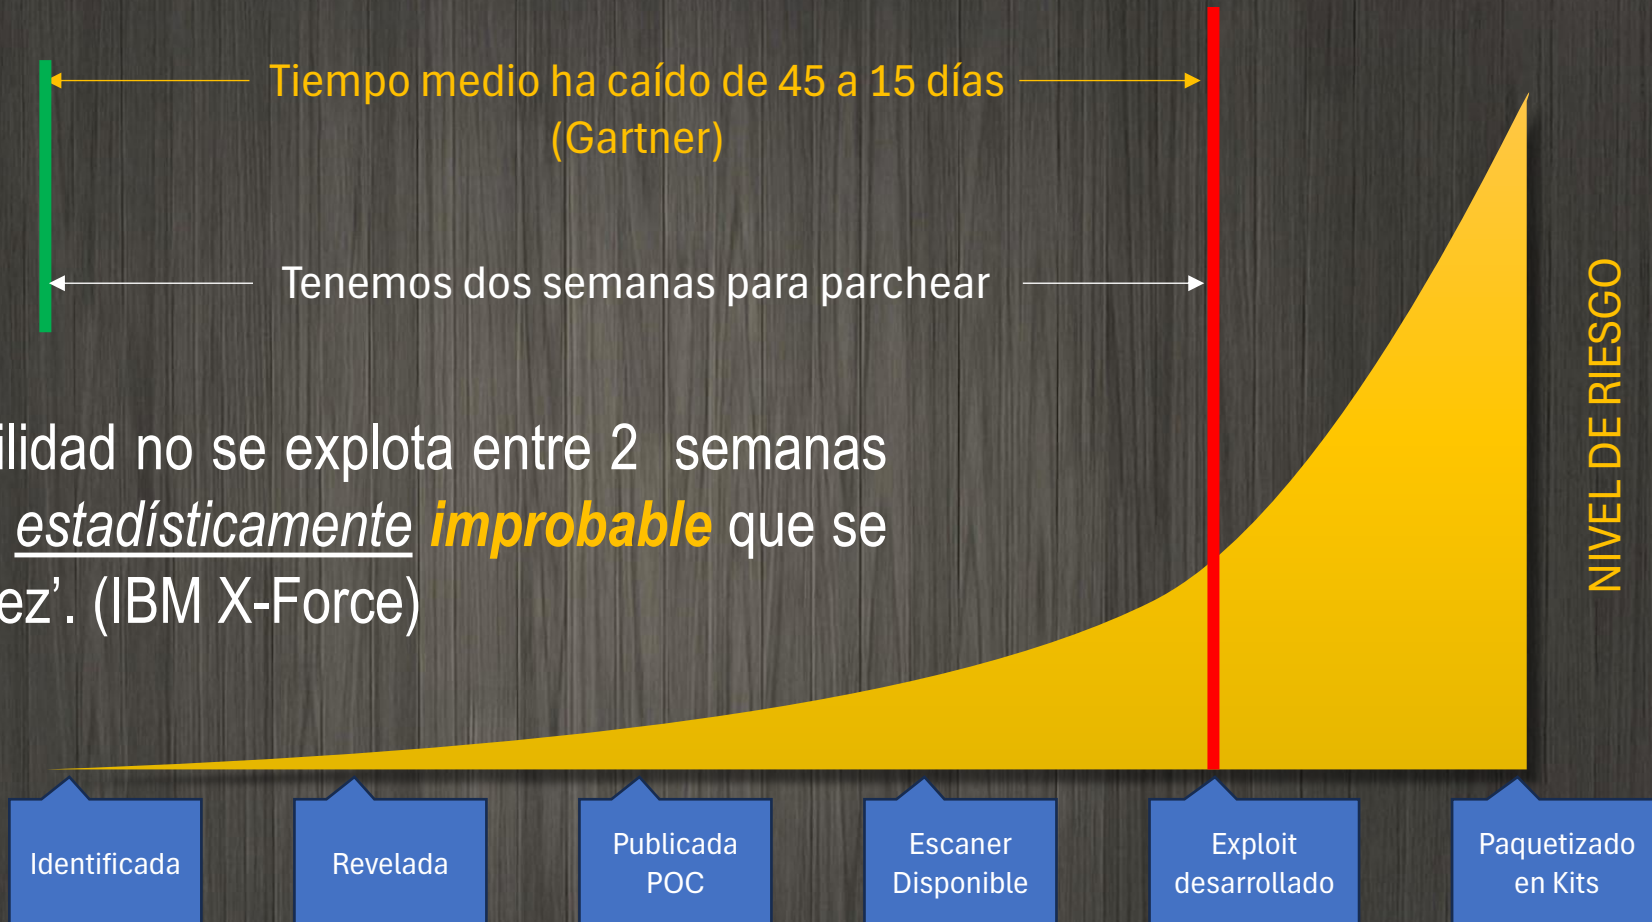 Tiempo medio ha caído de 45 a 15 días
(Gartner)
Tenemos dos semanas para parchear
ilidad no se explota entre 2 semanas
estadísticamente improbable que se
ez’. (IBM X-Force)
NIVEL DE RIESGO
Identificada
Revelada
Publicada
POC
Escaner
Disponible
Exploit
desarrollado
Paquetizado
en Kits